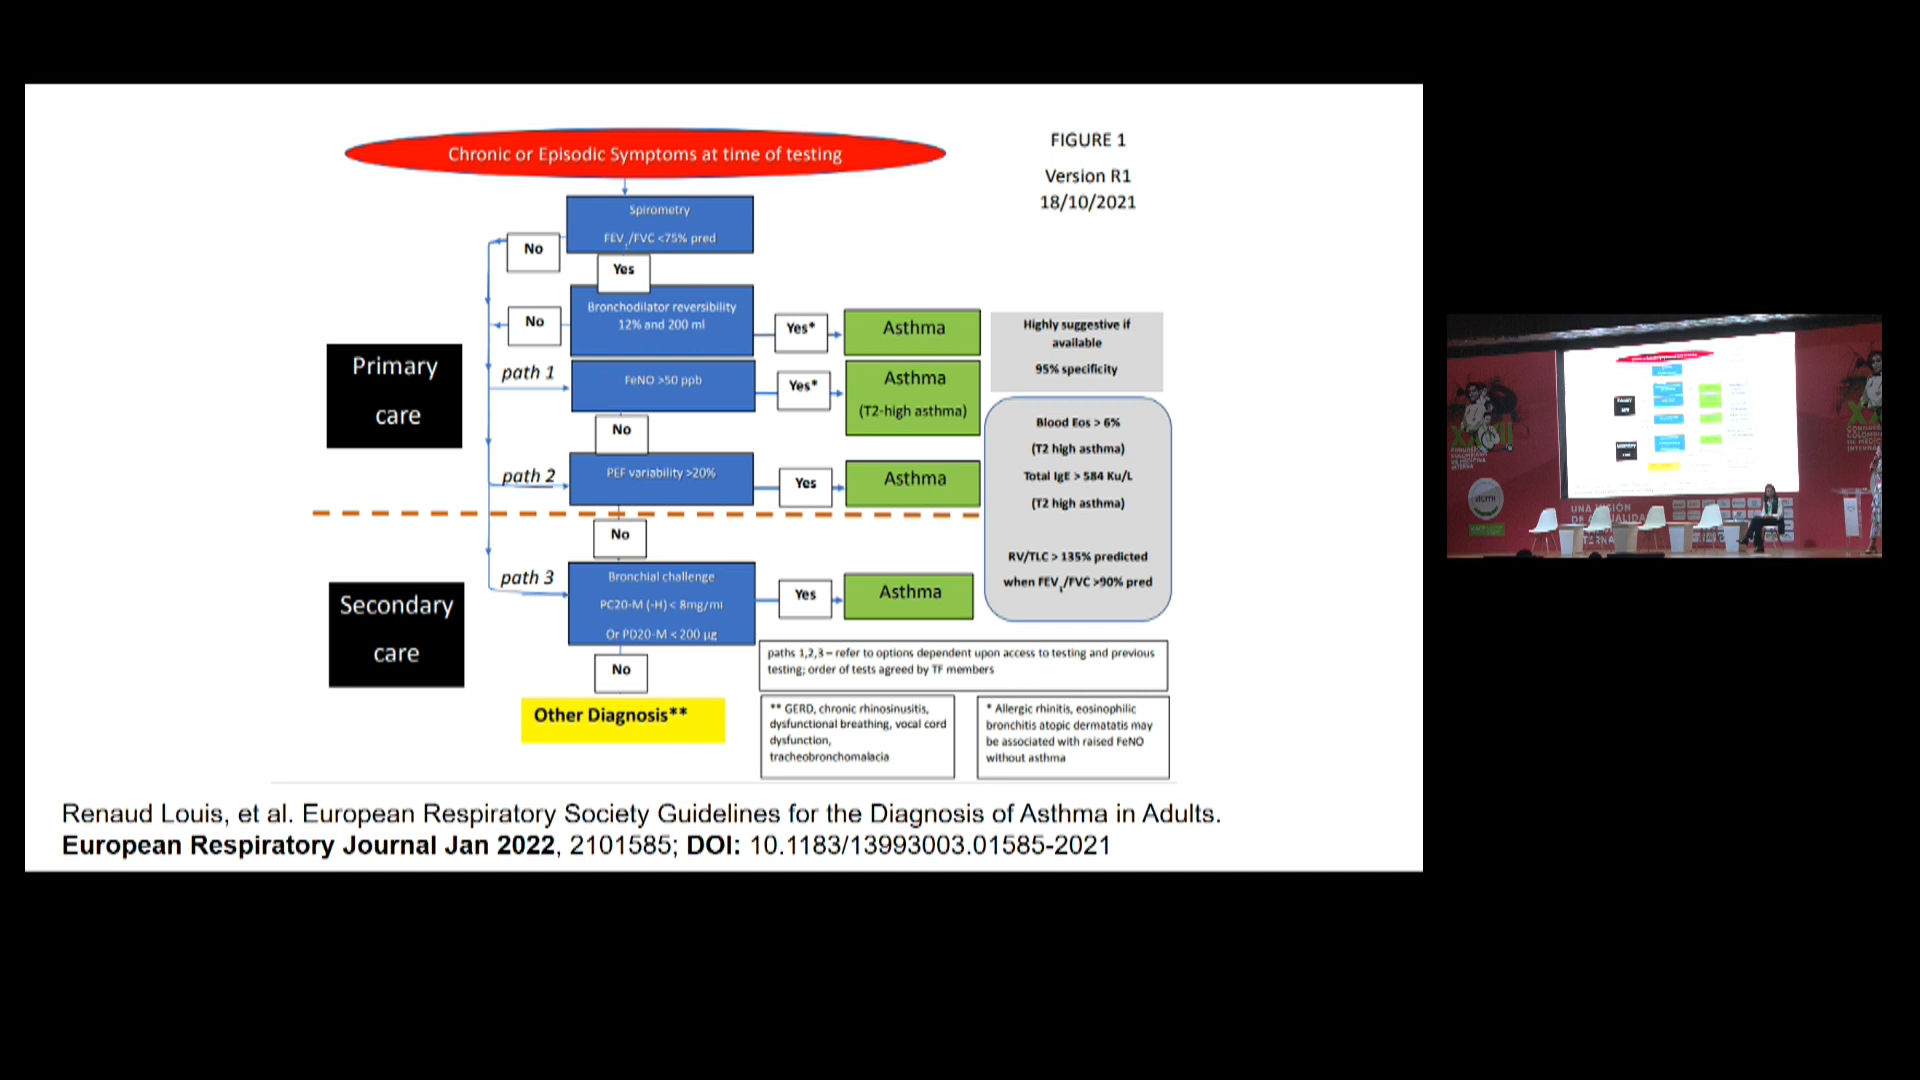 Chronic or Episodic Symptoms at time of testing
FIGURE 1
Version R1
18/10/2021
Spirometry
FEV1/FVC <75% pred
No
Yes
Bronchodilator reversibility
12% and 200 ml
No
Yes*
Asthma
Highly suggestive if
available
95% specificity
Primary
care
path 1
FeNO >50 ppb
Yes*
Asthma
(T2-high asthma)
No
Blood Eos > 6%
(T2 high asthma)
Total IgE > 584 Ku/L
(T2 high asthma)
RV/TLC > 135% predicted
when FEV1/FVC >90% pred
path 2
PEF variability >20%
Yes
Asthma
No
Secondary
care
path 3
Bronchial challenge
PC20-M (-H) < 8mg/ml
Or PD20-M < 200 µg
Yes
Asthma
No
paths 1,2,3 – refer to options dependent upon access to testing and previous
testing; order of tests agreed by TF members
Other Diagnosis**
** GERD, chronic rhinosinusitis,
dysfunctional breathing, vocal cord
dysfunction,
tracheobronchomalacia
* Allergic rhinitis, eosinophilic
bronchitis atopic dermatatis may
be associated with raised FeNO
without asthma
Renaud Louis, et al. European Respiratory Society Guidelines for the Diagnosis of Asthma in Adults.
European Respiratory Journal Jan 2022, 2101585; DOI: 10.1183/13993003.01585-2021
acmi